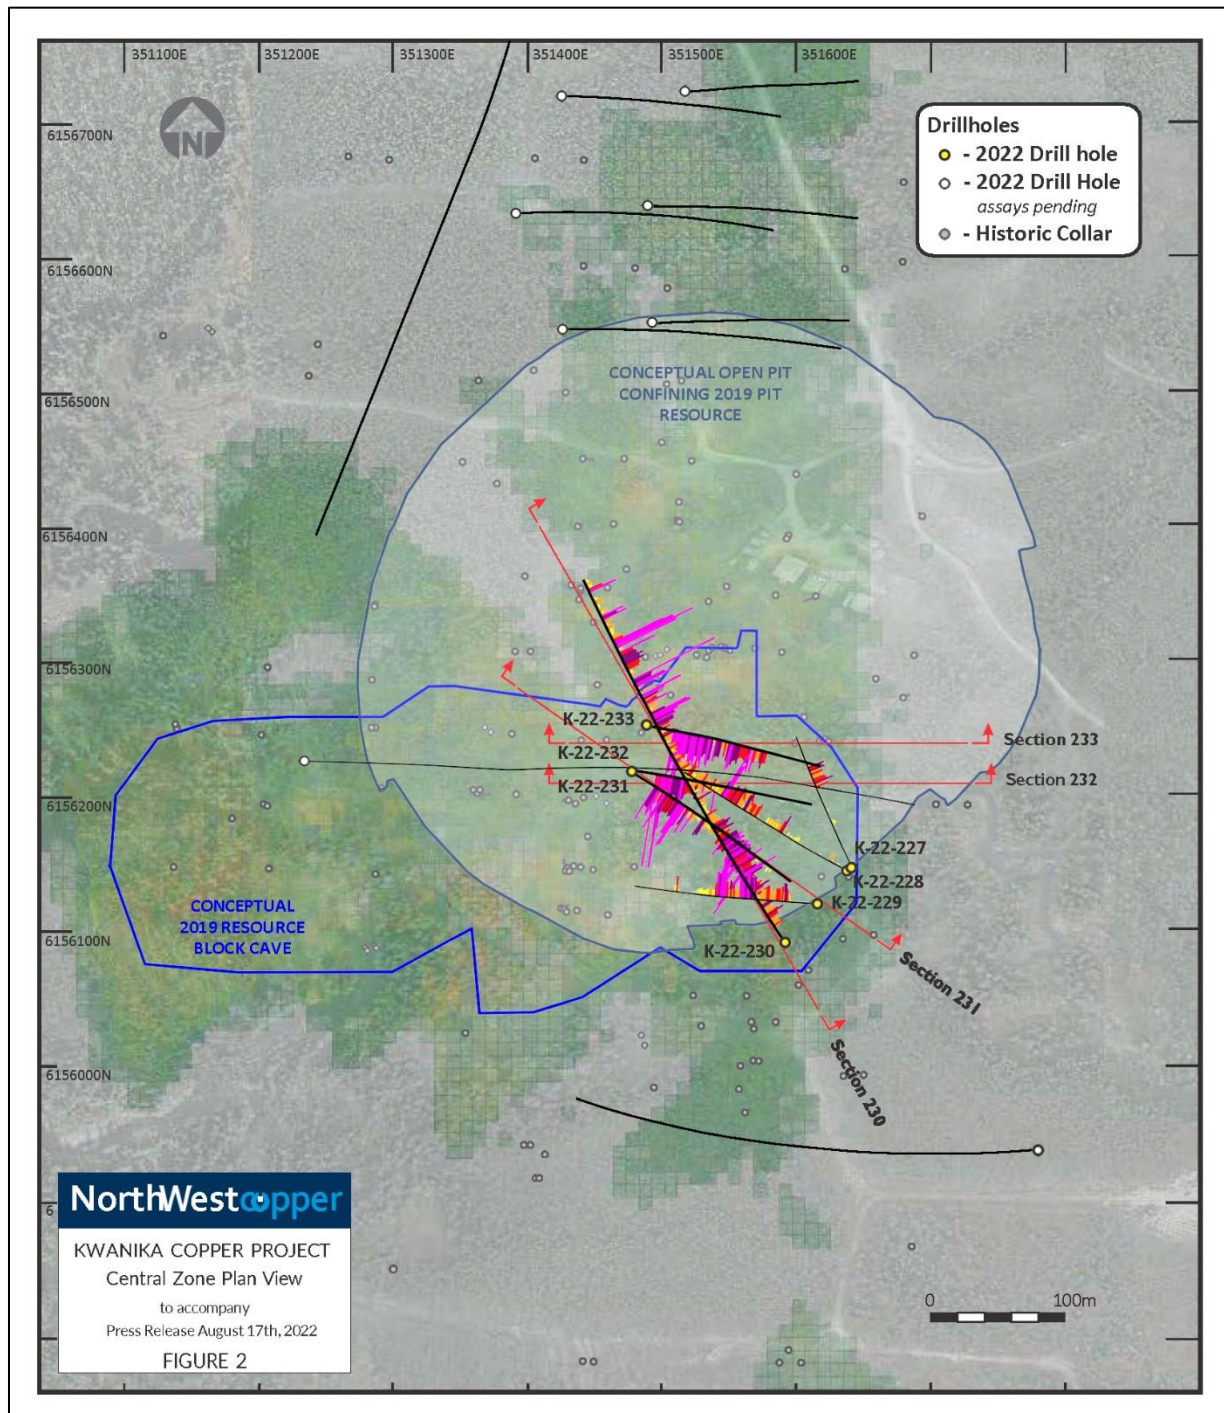 351100E
351200E
351300E
351400E
351500E
351600E
6156700N
6156600N
6156500N
6156400N
6156300N
6156200N
6156100N
6156000N
6
N
Drillholes
- 2022 Drill hole
- 2022 Drill Hole
assays pending
- Historic Collar
CONCEPTUAL OPEN PIT
CONFINING 2019 PIT
RESOURCE
K-22-233
K-22-232
K-22-231
Section 233
Section 232
K-22-227
K-22-228
K-22-229
K-22-230
Section 231
Section 230
CONCEPTUAL
2019 RESOURCE
BLOCK CAVE
NorthWestcopper
KWANIKA COPPER PROJECT
Central Zone Plan View
to accompany
Press Release August 17th, 2022
FIGURE 2
0 100m